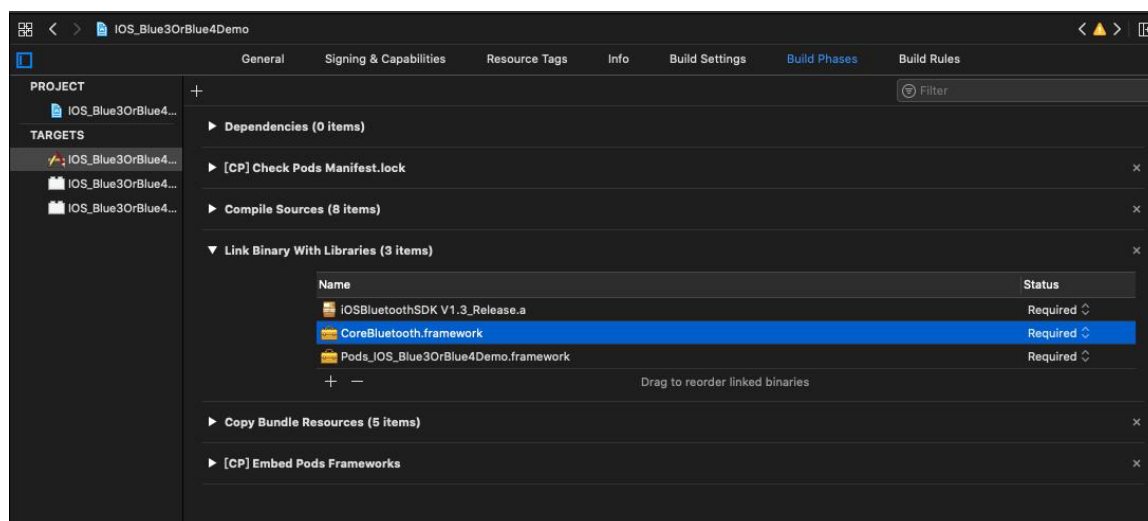 IOS_Blue3OrBlue4Demo
General Signing & Capabilities Resource Tags Info Build Settings Build Phases Build Rules
PROJECT
IOS_Blue3OrBlue4...
TARGETS
IOS_Blue3OrBlue4...
IOS_Blue3OrBlue4...
IOS_Blue3OrBlue4...
Filter
Dependencies (0 items)
[CP] Check Pods Manifest.lock
Compile Sources (8 items)
Link Binary With Libraries (3 items)
Name Status
iOSBluetoothSDK V1.3_Release.a Required
CoreBluetooth.framework Required
Pods_IOS_Blue3OrBlue4Demo.framework Required
Drag to reorder linked binaries
Copy Bundle Resources (5 items)
[CP] Embed Pods Frameworks